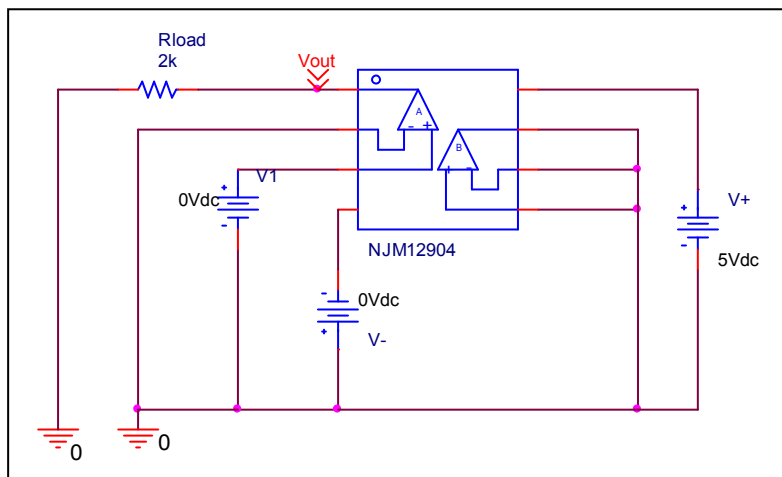 Rload
2k
Vout
A
- +
B
+ -
+
V1
0Vdc
-
V+
+
-
5Vdc
NJM12904
-
0Vdc
+
V-
0
0